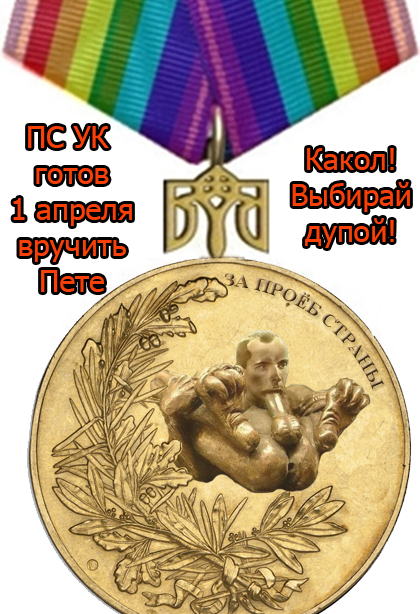 ПС УК
готов
1 апреля
вручить
Пете
Какол!
Выбирай
дупой!
ЗА ПРОЁБ СТРАНЫ